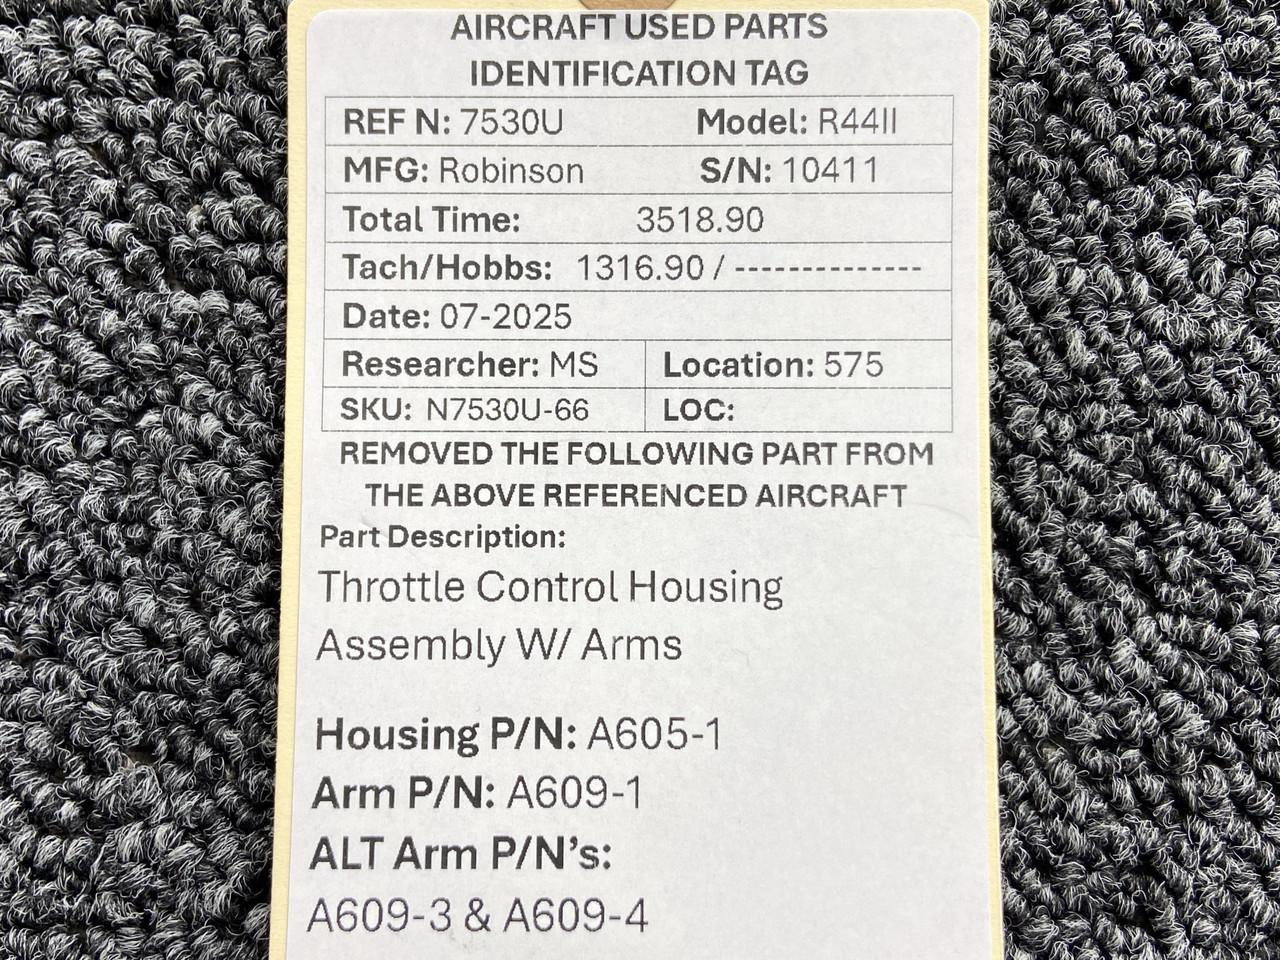 AIRCRAFT USED PARTS
IDENTIFICATION TAG
REF N: 7530U Model: R44II
MFG: Robinson S/N: 10411
Total Time: 3518.90
Tach/Hobbs: 1316.90 / --------------
Date: 07-2025
Researcher: MS Location: 575
SKU: N7530U-66 LOC:
REMOVED THE FOLLOWING PART FROM
THE ABOVE REFERENCED AIRCRAFT
Part Description:
Throttle Control Housing
Assembly W/ Arms
Housing P/N: A605-1
Arm P/N: A609-1
ALT Arm P/N's:
A609-3 & A609-4